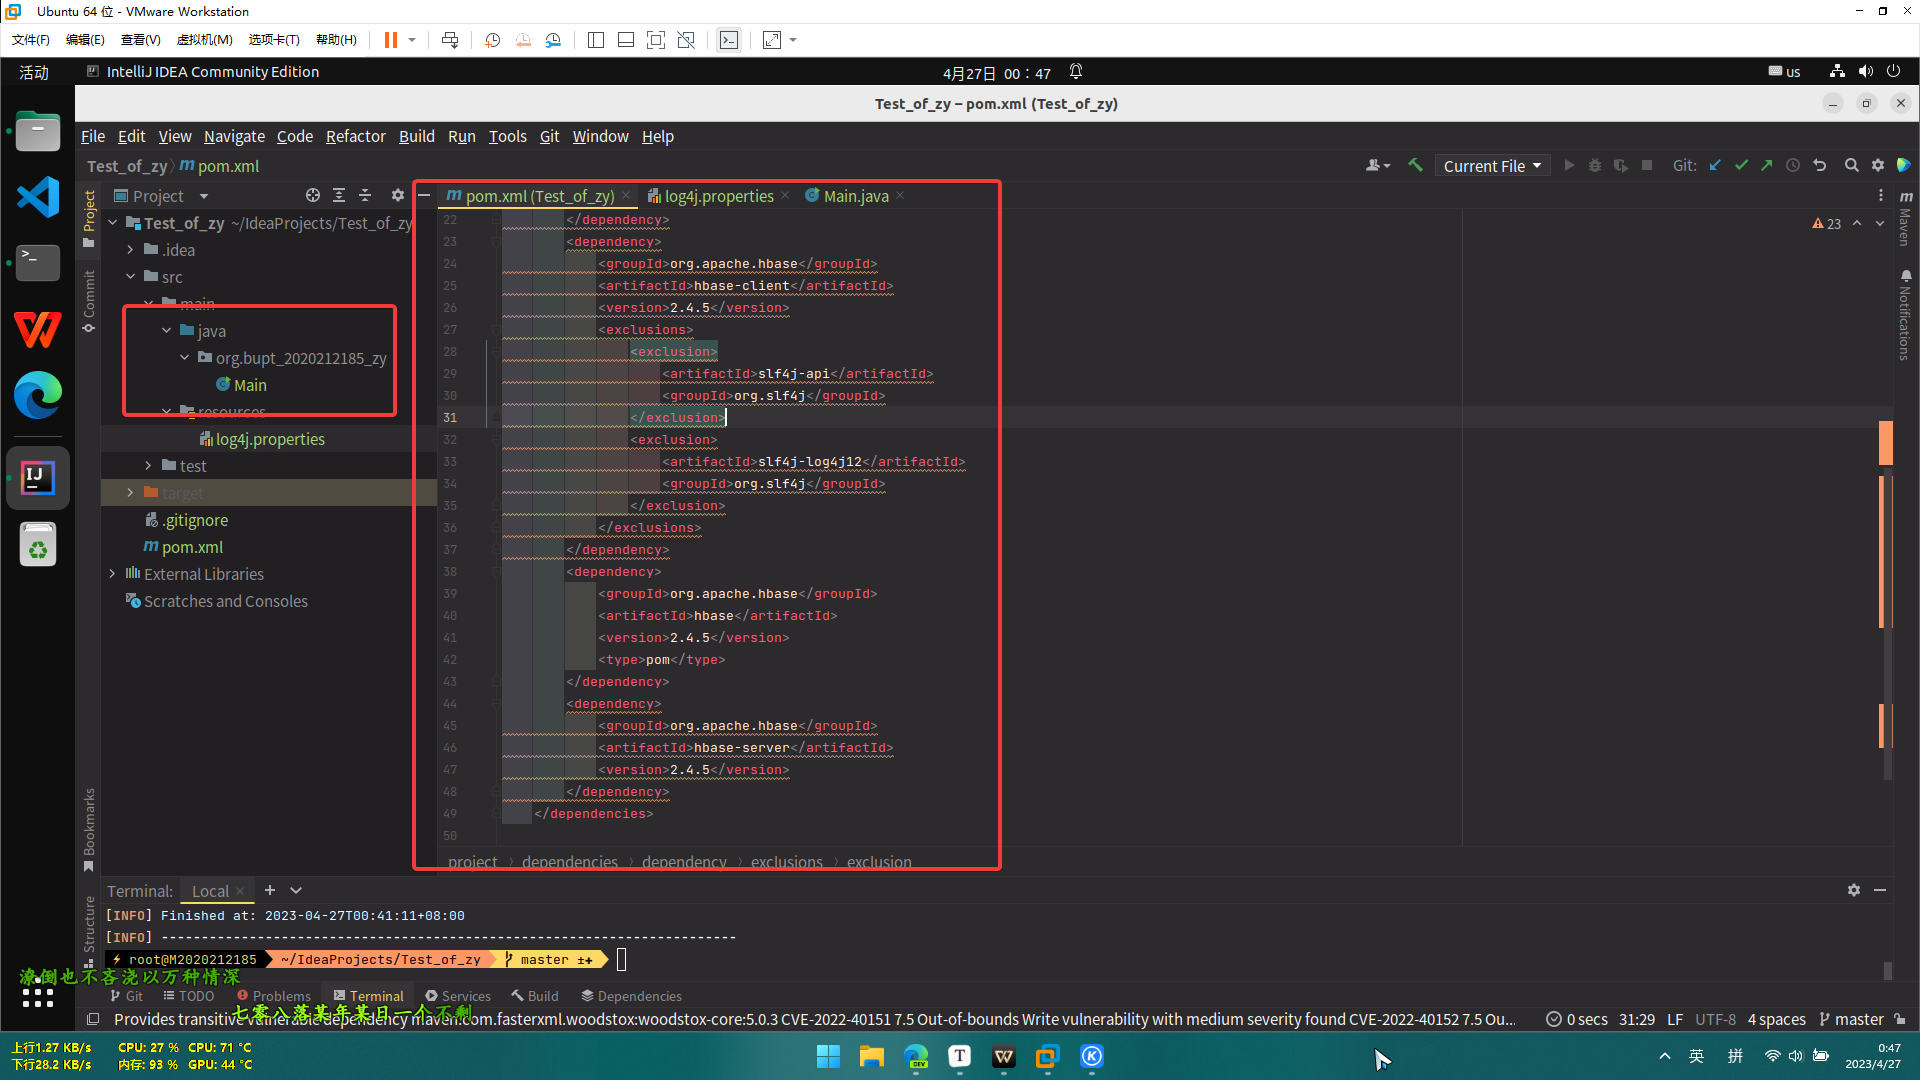 Ubuntu 64 位 - VMware Workstation
文件(F) 编辑(E) 查看(V) 虚拟机(M) 选项卡(T) 帮助(H)
活动 IntelliJ IDEA Community Edition 4月27日 00：47 us
Test_of_zy – pom.xml (Test_of_zy)
File Edit View Navigate Code Refactor Build Run Tools Git Window Help
Test_of_zy pom.xml Current File Git:
Project pom.xml (Test_of_zy) log4j.properties Main.java
Test_of_zy ~/IdeaProjects/Test_of_zy
.idea
src
main
java
org.bupt_2020212185_zy
Main
resources
log4j.properties
test
target
.gitignore
pom.xml
External Libraries
Scratches and Consoles
Project
Commit
Bookmarks
Structure
Maven
Notifications
23
22 </dependency>
23 <dependency>
24 <groupId>org.apache.hbase</groupId>
25 <artifactId>hbase-client</artifactId>
26 <version>2.4.5</version>
27 <exclusions>
28 <exclusion>
29 <artifactId>slf4j-api</artifactId>
30 <groupId>org.slf4j</groupId>
31 </exclusion>
32 <exclusion>
33 <artifactId>slf4j-log4j12</artifactId>
34 <groupId>org.slf4j</groupId>
35 </exclusion>
36 </exclusions>
37 </dependency>
38 <dependency>
39 <groupId>org.apache.hbase</groupId>
40 <artifactId>hbase</artifactId>
41 <version>2.4.5</version>
42 <type>pom</type>
43 </dependency>
44 <dependency>
45 <groupId>org.apache.hbase</groupId>
46 <artifactId>hbase-server</artifactId>
47 <version>2.4.5</version>
48 </dependency>
49 </dependencies>
50
project dependencies dependency exclusions exclusion
Terminal: Local
[INFO] Finished at: 2023-04-27T00:41:11+08:00
[INFO] ------------------------------------------------------------------------
root@M2020212185 ~/IdeaProjects/Test_of_zy master ±+
潦倒也不吝浇以万种情深
Git TODO Problems Terminal Services Build Dependencies
七零八落某年某日一个不剩
Provides transitive vulnerable dependency maven:com.fasterxml.woodstox:woodstox-core:5.0.3 CVE-2022-40151 7.5 Out-of-bounds Write vulnerability with medium severity found CVE-2022-40152 7.5 Ou... 0 secs 31:29 LF UTF-8 4 spaces master
上行1.27 KB/s CPU: 27 % CPU: 71 °C
下行28.2 KB/s 内存: 93 % GPU: 44 °C
英 拼 0:47
2023/4/27